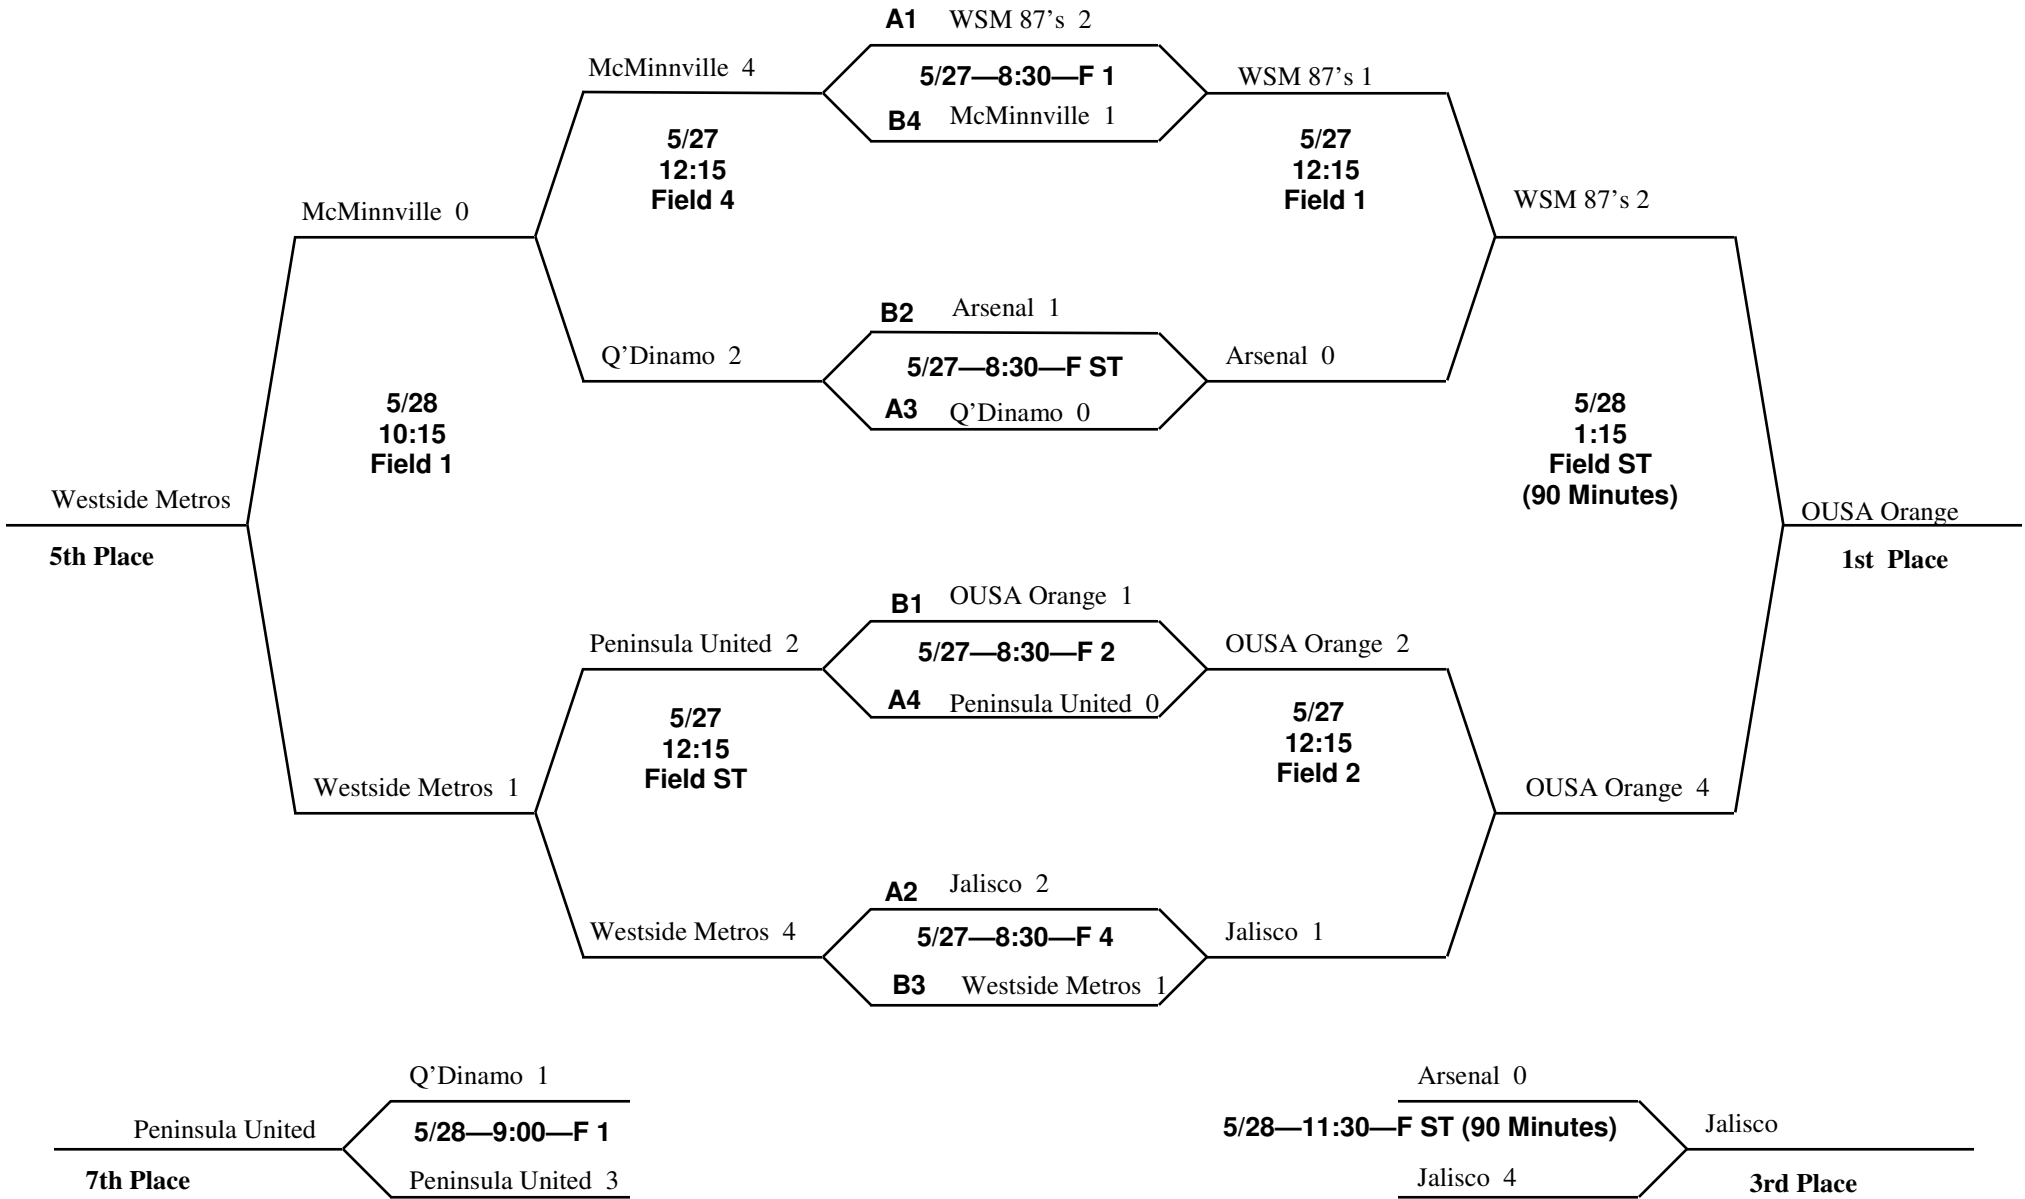 A1 WSM 87's 2
McMinnville 4
5/27—8:30—F 1
WSM 87's 1
B4 McMinnville 1
5/27
12:15
Field 4
5/27
12:15
Field 1
McMinnville 0
WSM 87's 2
B2 Arsenal 1
Q'Dinamo 2
5/27—8:30—F ST
Arsenal 0
A3 Q'Dinamo 0
5/28
10:15
Field 1
5/28
1:15
Field ST
(90 Minutes)
Westside Metros
5th Place
OUSA Orange
1st Place
B1 OUSA Orange 1
Peninsula United 2
5/27—8:30—F 2
OUSA Orange 2
A4 Peninsula United 0
5/27
12:15
Field ST
5/27
12:15
Field 2
Westside Metros 1
OUSA Orange 4
A2 Jalisco 2
Westside Metros 4
5/27—8:30—F 4
Jalisco 1
B3 Westside Metros 1
Q'Dinamo 1
Peninsula United
5/28—9:00—F 1
7th Place
Peninsula United 3
Arsenal 0
5/28—11:30—F ST (90 Minutes)
Jalisco
Jalisco 4
3rd Place